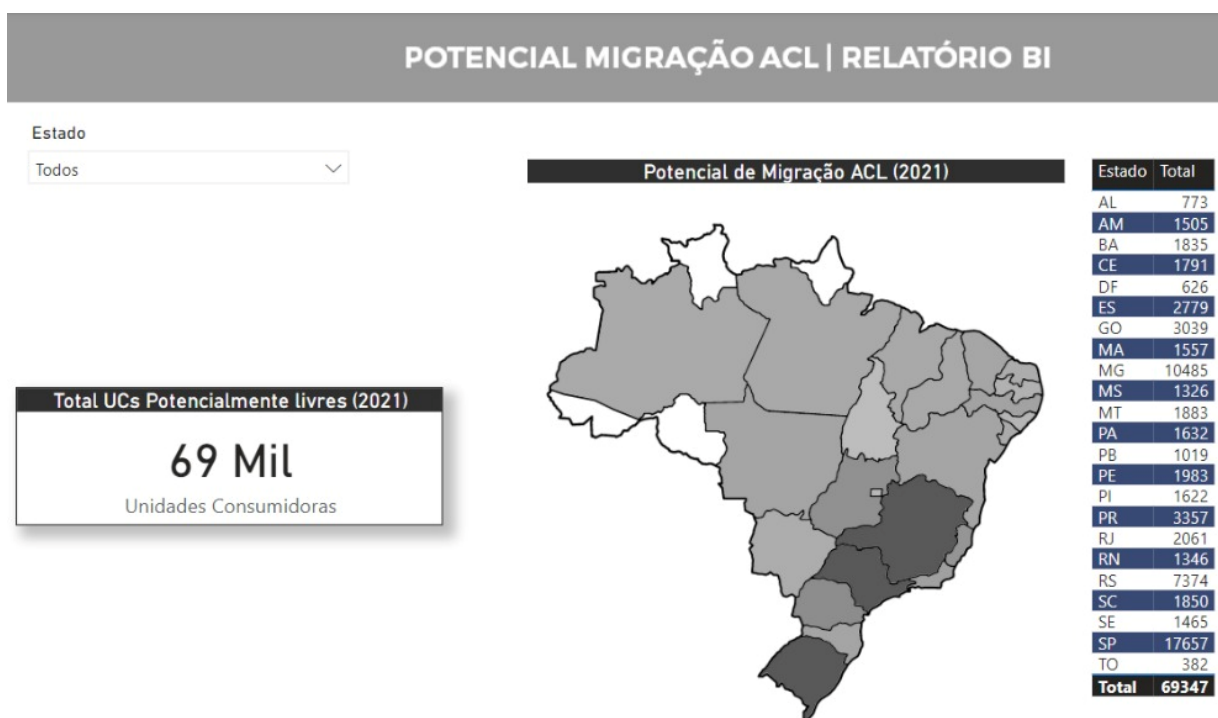 POTENCIAL MIGRAÇÃO ACL | RELATÓRIO BI
Estado
Todos
Total UCs Potencialmente livres (2021)
69 Mil
Unidades Consumidoras
Potencial de Migração ACL (2021)
Estado Total
AL 773
AM 1505
BA 1835
CE 1791
DF 626
ES 2779
GO 3039
MA 1557
MG 10485
MS 1326
MT 1883
PA 1632
PB 1019
PE 1983
PI 1622
PR 3357
RJ 2061
RN 1346
RS 7374
SC 1850
SE 1465
SP 17657
TO 382
Total 69347